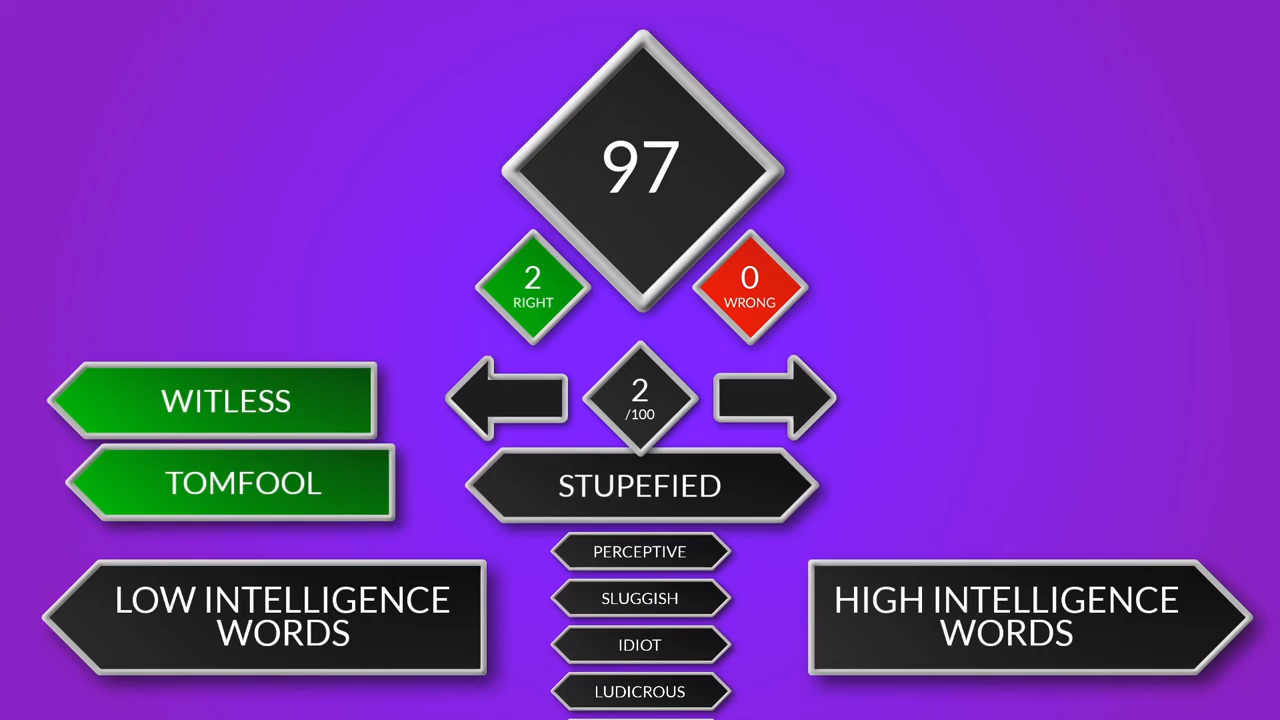 97
2
RIGHT
0
WRONG
WITLESS
TOMFOOL
2
/100
STUPEFIED
PERCEPTIVE
SLUGGISH
IDIOT
LUDICROUS
LOW INTELLIGENCE
WORDS
HIGH INTELLIGENCE
WORDS